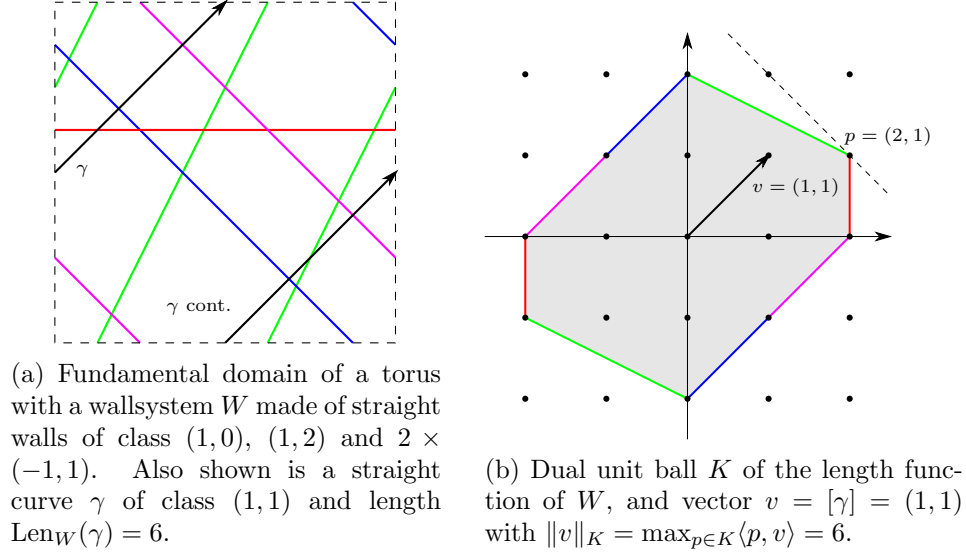 γ
γ cont.
p = (2, 1)
v = (1, 1)
(a) Fundamental domain of a torus
with a wallsystem W made of straight
walls of class (1, 0), (1, 2) and 2 ×
(−1, 1). Also shown is a straight
curve γ of class (1, 1) and length
Len_W(γ) = 6.
(b) Dual unit ball K of the length func-
tion of W, and vector v = [γ] = (1, 1)
with ‖v‖_K = max_{p∈K}⟨p, v⟩ = 6.